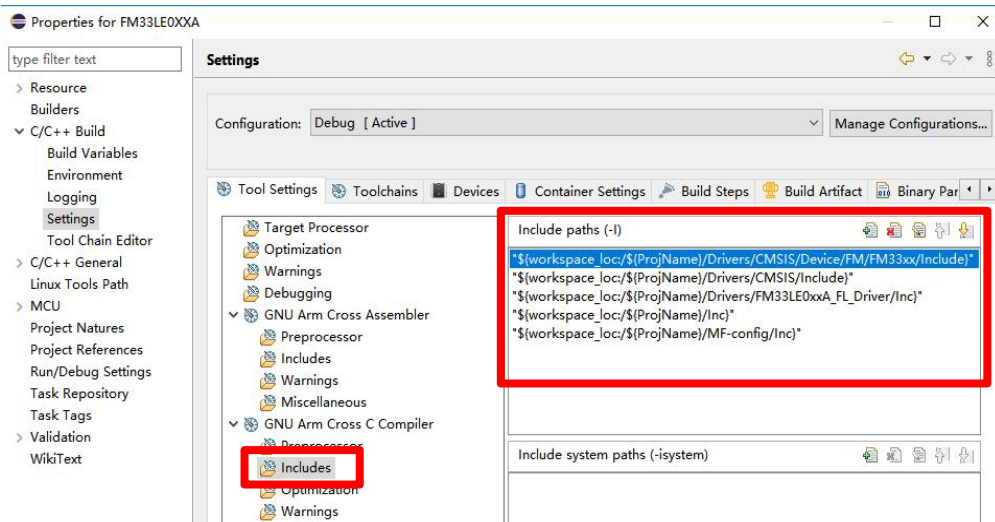 Properties for FM33LE0XXA
type filter text
Resource
Builders
C/C++ Build
Build Variables
Environment
Logging
Settings
Tool Chain Editor
C/C++ General
Linux Tools Path
MCU
Project Natures
Project References
Run/Debug Settings
Task Repository
Task Tags
Validation
WikiText
Settings
Configuration: Debug [ Active ]
Manage Configurations...
Tool Settings Toolchains Devices Container Settings Build Steps Build Artifact Binary Par
Target Processor
Optimization
Warnings
Debugging
GNU Arm Cross Assembler
Preprocessor
Includes
Warnings
Miscellaneous
GNU Arm Cross C Compiler
Preprocessor
Includes
Optimization
Warnings
Include paths (-I)
"${workspace_loc:/${ProjName}/Drivers/CMSIS/Device/FM/FM33xx/Include}"
"${workspace_loc:/${ProjName}/Drivers/CMSIS/Include}"
"${workspace_loc:/${ProjName}/Drivers/FM33LE0xxA_FL_Driver/Inc}"
"${workspace_loc:/${ProjName}/Inc}"
"${workspace_loc:/${ProjName}/MF-config/Inc}"
Include system paths (-isystem)